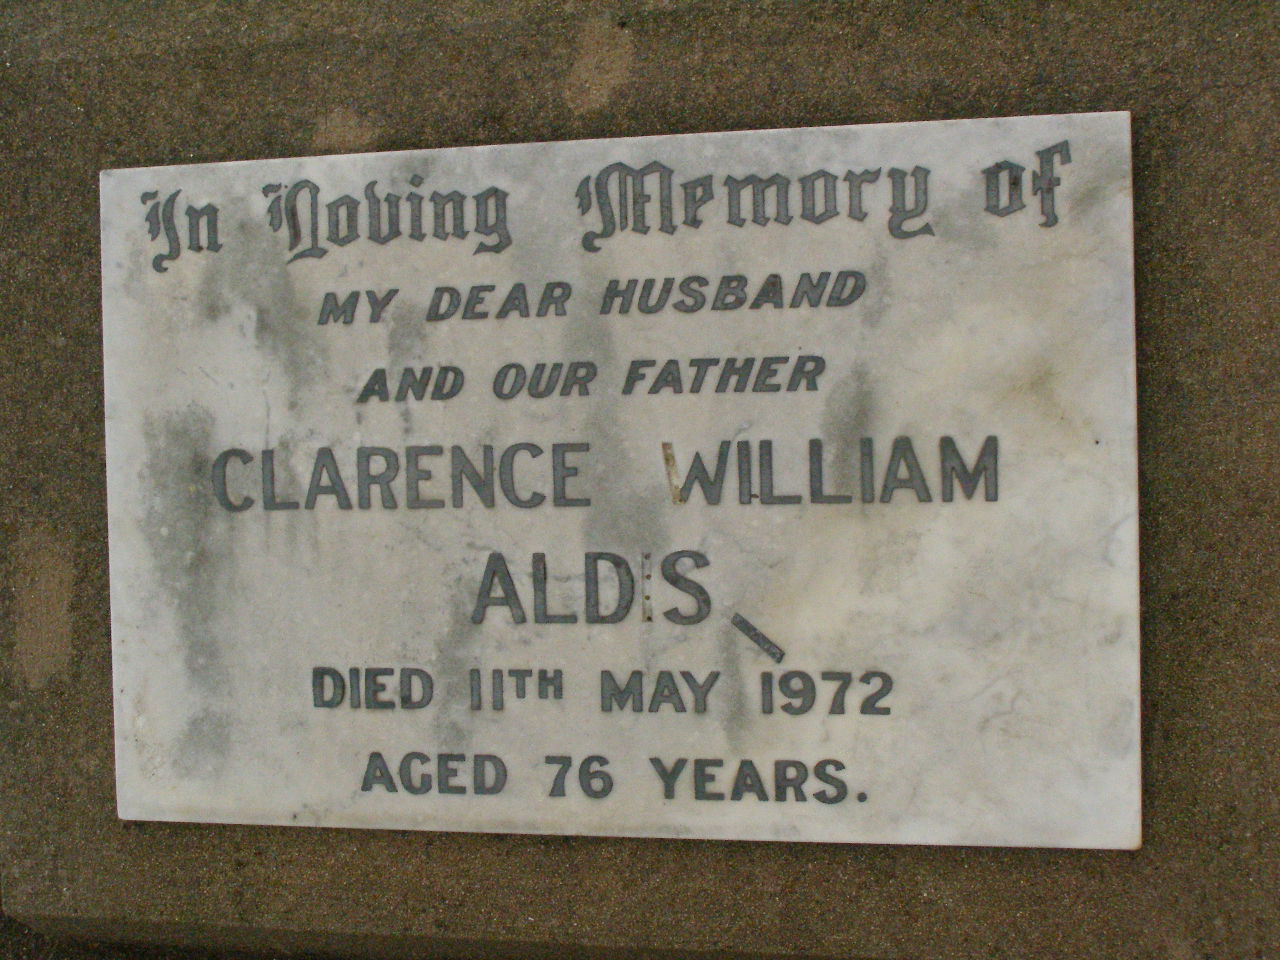 In Loving Memory of
MY DEAR HUSBAND
AND OUR FATHER
CLARENCE WILLIAM
ALDIS
DIED 11TH MAY 1972
AGED 76 YEARS.